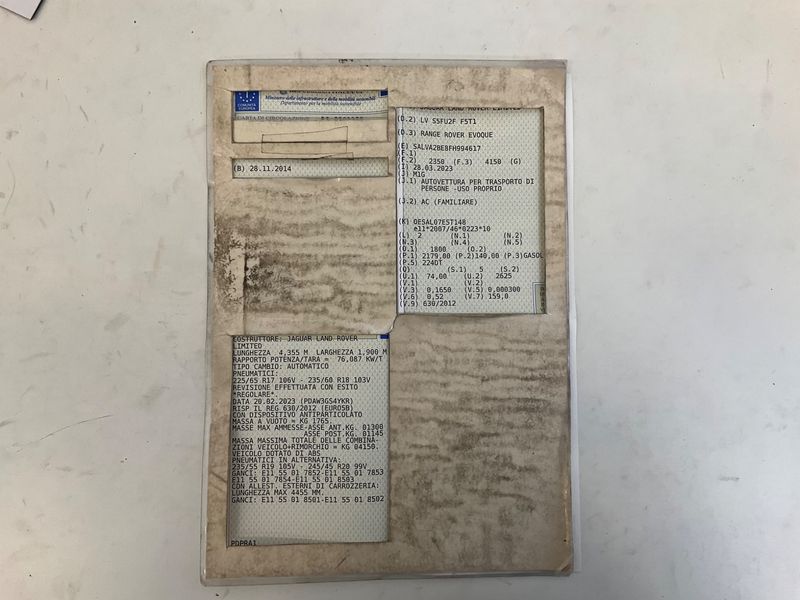 COMUNITÀ
EUROPEA
Ministero delle infrastrutture e della mobilità sostenibili
Dipartimento per la mobilità sostenibile
CARTA DI
(B) 28.11.2014
JAGUAR LAND ROVER LIMITED
(D.2) LV S5FU2F F5T1
(D.3) RANGE ROVER EVOQUE
(E) SALVA2BE8FH994617
(F.1)
(F.2) 2350 (F.3) 4150 (G)
(I) 28.03.2023
(J) M1G
(J.1) AUTOVETTURA PER TRASPORTO DI
PERSONE -USO PROPRIO
(J.2) AC (FAMILIARE)
(K) OESAL07EST148
e11*2007/46*0223*10
(L) 2 (N.1) (N.2)
(N.3) (N.4) (N.5)
(O.1) 1800 (O.2)
(P.1) 2179,00 (P.2)140,00 (P.3)GASOL
(P.5) 224DT
(Q) (S.1) 5 (S.2)
(U.1) 74,00 (U.2) 2625
(V.1) (V.2)
(V.3) 0,1650 (V.5) 0,000300
(V.6) 0,52 (V.7) 159,0
(V.9) 630/2012
COSTRUTTORE: JAGUAR LAND ROVER
LIMITED
LUNGHEZZA 4,355 M LARGHEZZA 1,900 M
RAPPORTO POTENZA/TARA = 76,087 KW/T
TIPO CAMBIO: AUTOMATICO
PNEUMATICI:
225/65 R17 106V - 235/60 R18 103V
REVISIONE EFFETTUATA CON ESITO
*REGOLARE*.
DATA 20.02.2023 (PDAW3GS4YKR)
RISP IL REG 630/2012 (EURO5B)
CON DISPOSITIVO ANTIPARTICOLATO
MASSA A VUOTO = KG 1765.
MASSE MAX AMMESSE-ASSE ANT.KG. 01300
ASSE POST.KG. 01145
MASSA MASSIMA TOTALE DELLE COMBINA-
ZIONI VEICOLO+RIMORCHIO = KG 04150.
VEICOLO DOTATO DI ABS
PNEUMATICI IN ALTERNATIVA:
235/55 R19 105V - 245/45 R20 99V
GANCI: E11 55 01 7852-E11 55 01 7853
E11 55 01 7854-E11 55 01 8503
CON ALLEST. ESTERNI DI CARROZZERIA:
LUNGHEZZA MAX 4455 MM.
GANCI: E11 55 01 8501-E11 55 01 8502
PDPRA1